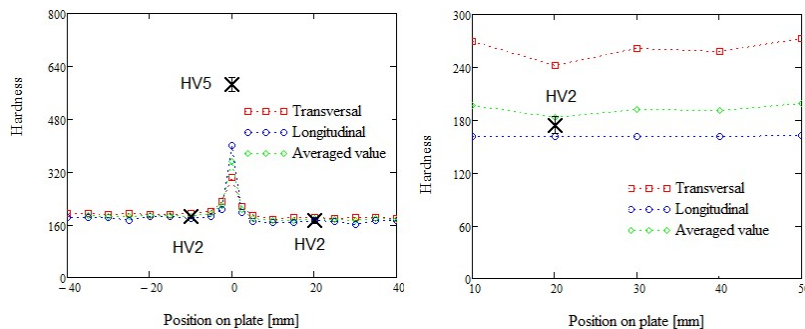 800
640
480
320
160
0
Hardness
HV5
Transversal
Longitudinal
Averaged value
HV2
HV2
−40
−20
0
20
40
Position on plate [mm]
300
240
180
120
60
0
Hardness
HV2
Transversal
Longitudinal
Averaged value
10
20
30
40
50
Position on plate [mm]